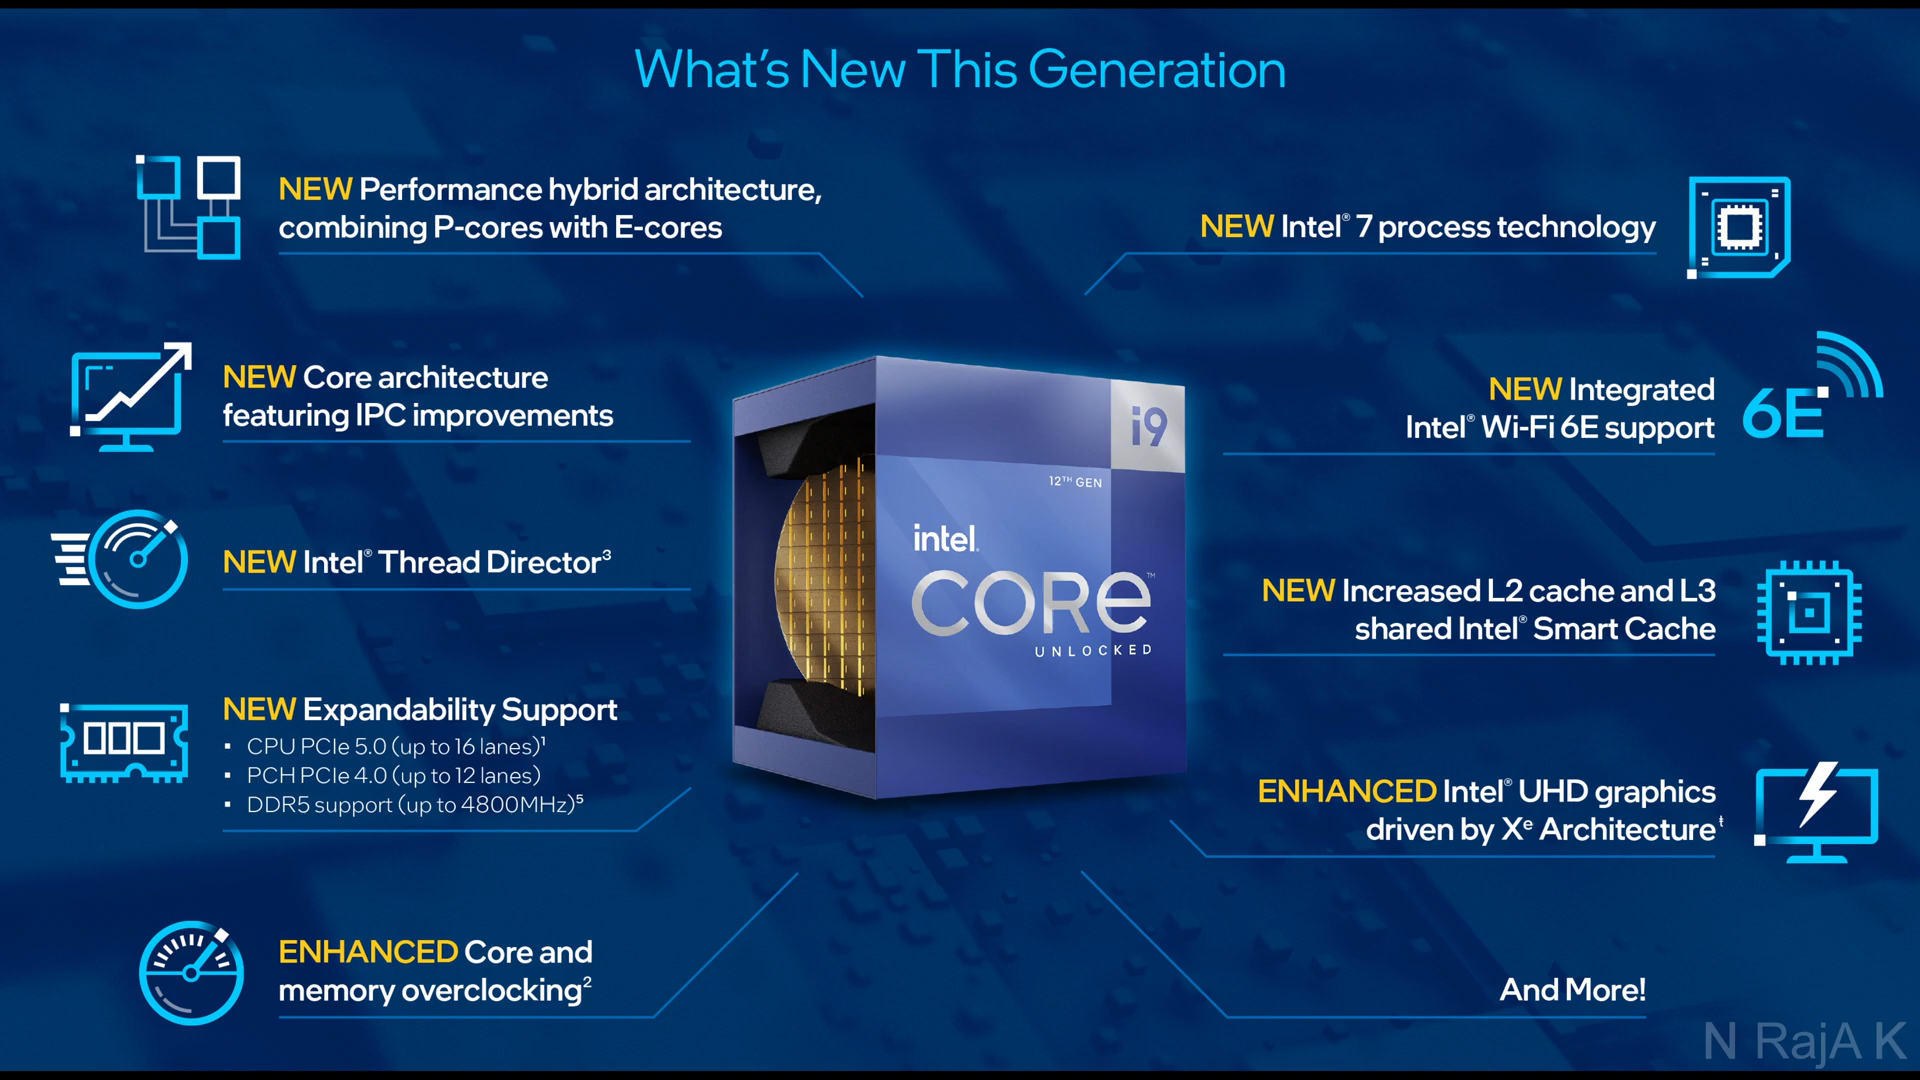 What's New This Generation
NEW Performance hybrid architecture,
combining P-cores with E-cores
NEW Core architecture
featuring IPC improvements
NEW Intel® Thread Director³
NEW Expandability Support
▪ CPU PCIe 5.0 (up to 16 lanes)¹
▪ PCH PCIe 4.0 (up to 12 lanes)
▪ DDR5 support (up to 4800MHz)⁵
ENHANCED Core and
memory overclocking²
i9
12TH GEN
intel.
CORE™
UNLOCKED
NEW Intel® 7 process technology
NEW Integrated
Intel® Wi-Fi 6E support
6E
NEW Increased L2 cache and L3
shared Intel® Smart Cache
ENHANCED Intel® UHD graphics
driven by Xᵉ Architecture‡
And More!
N RajA K